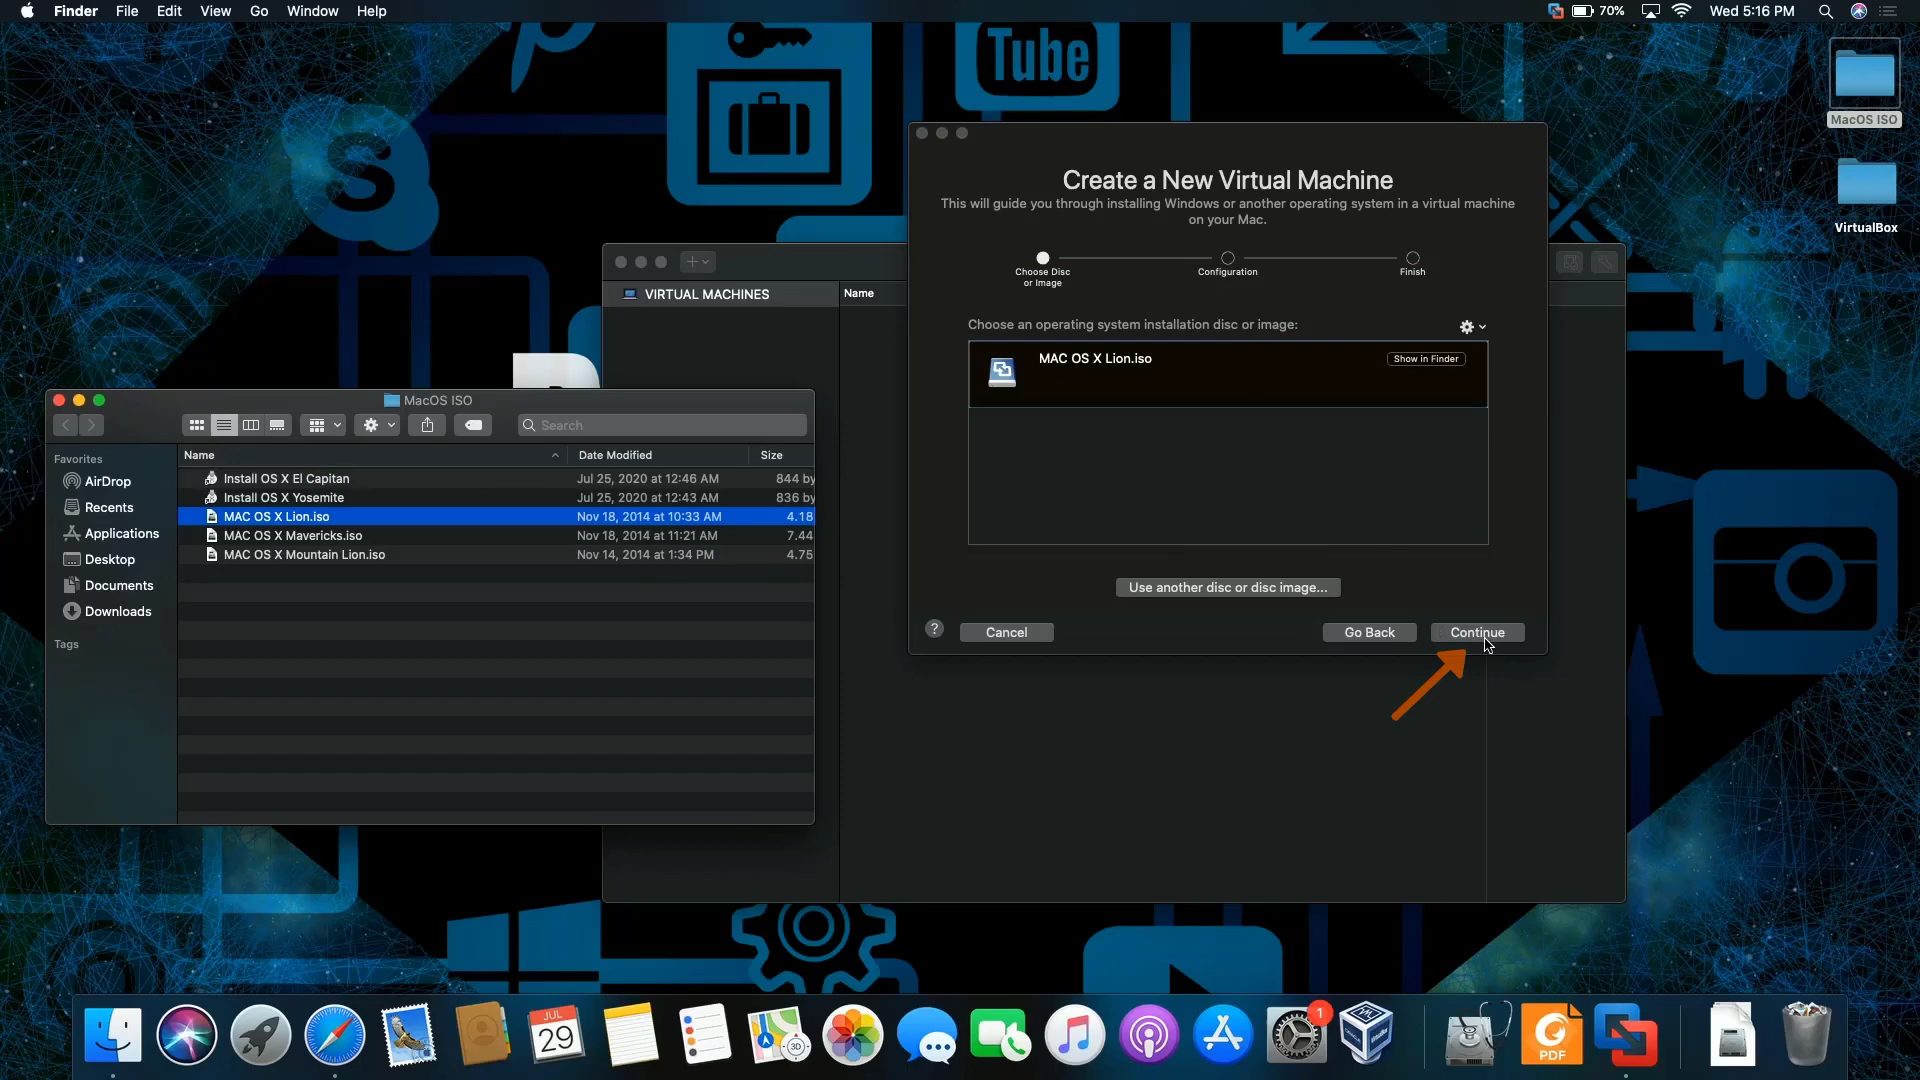 Finder File Edit View Go Window Help
70% Wed 5:16 PM
Tube
MacOS ISO
VirtualBox
Create a New Virtual Machine
This will guide you through installing Windows or another operating system in a virtual machine
on your Mac.
Choose Disc
or Image
Configuration
Finish
VIRTUAL MACHINES
Name
Choose an operating system installation disc or image:
MAC OS X Lion.iso
Show in Finder
Use another disc or disc image...
?
Cancel
Go Back
Continue
MacOS ISO
Search
Favorites
AirDrop
Recents
Applications
Desktop
Documents
Downloads
Tags
Name Date Modified Size
Install OS X El Capitan Jul 25, 2020 at 12:46 AM 844 by
Install OS X Yosemite Jul 25, 2020 at 12:43 AM 836 by
MAC OS X Lion.iso Nov 18, 2014 at 10:33 AM 4.18
MAC OS X Mavericks.iso Nov 18, 2014 at 11:21 AM 7.44
MAC OS X Mountain Lion.iso Nov 14, 2014 at 1:34 PM 4.75
JUL
29
3D
1
PDF